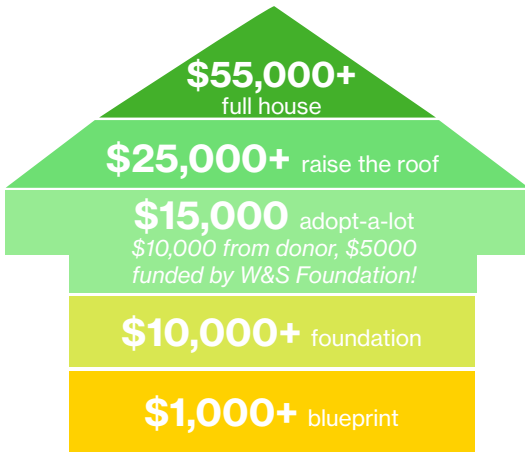 $55,000+
full house
$25,000+ raise the roof
$15,000 adopt-a-lot
$10,000 from donor, $5000
funded by W&S Foundation!
$10,000+ foundation
$1,000+ blueprint